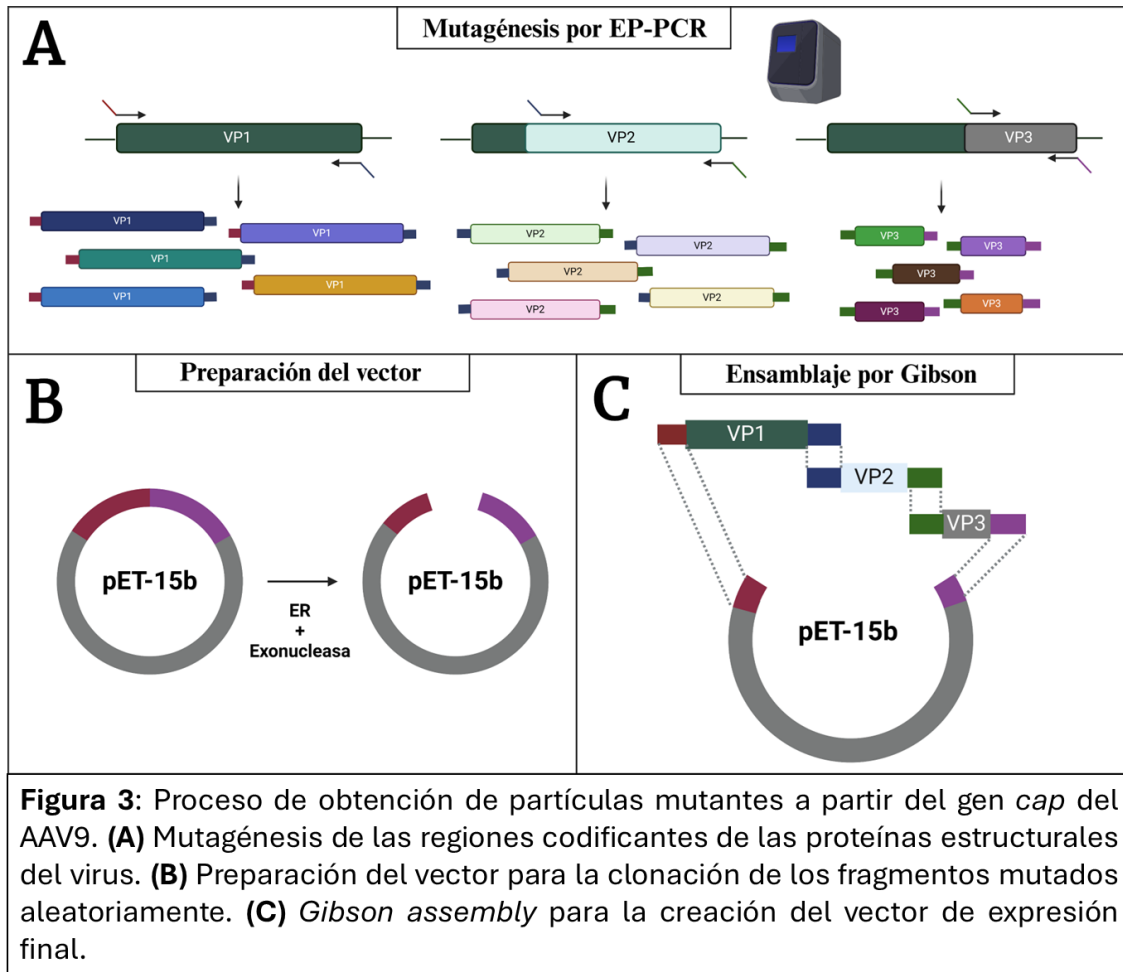 A
Mutagénesis por EP-PCR
VP1
VP2
VP3
VP1
VP1
VP1
VP1
VP1
VP2
VP2
VP2
VP2
VP2
VP3
VP3
VP3
VP3
VP3
B
Preparación del vector
pET-15b
ER
+
Exonucleasa
pET-15b
C
Ensamblaje por Gibson
VP1
VP2
VP3
pET-15b
Figura 3: Proceso de obtención de partículas mutantes a partir del gen cap del
AAV9. (A) Mutagénesis de las regiones codificantes de las proteínas estructurales
del virus. (B) Preparación del vector para la clonación de los fragmentos mutados
aleatoriamente. (C) Gibson assembly para la creación del vector de expresión
final.